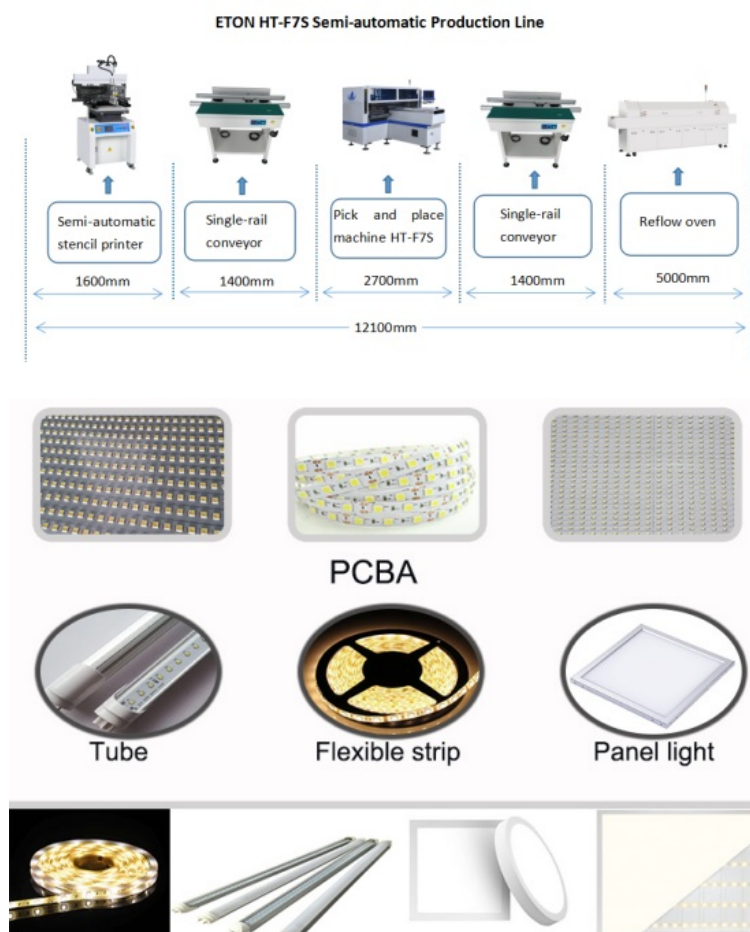 ETON HT-F7S Semi-automatic Production Line
Semi-automatic
stencil printer
Single-rail
conveyor
Pick and place
machine HT-F7S
Single-rail
conveyor
Reflow oven
1600mm
1400mm
2700mm
1400mm
5000mm
12100mm
PCBA
Tube
Flexible strip
Panel light